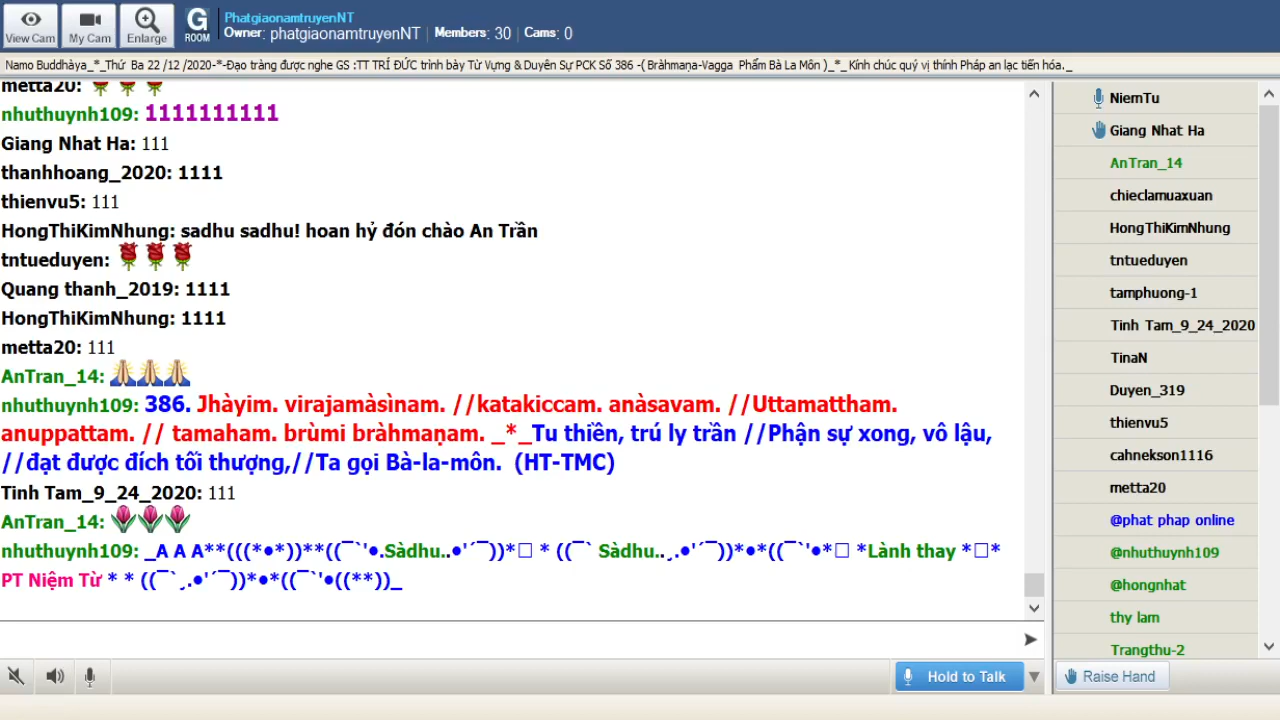 View Cam
My Cam
Enlarge
G
ROOM
PhatgiaonamtruyenNT
Owner: phatgiaonamtruyenNT | Members: 30 | Cams: 0
Namo Buddhàya_*_Thứ Ba 22 /12 /2020-*-Đạo tràng được nghe GS :TT TRÍ ĐỨC trình bày Từ Vựng & Duyên Sự PCK Số 386 -( Bràhmaṇa-Vagga Phẩm Bà La Môn )_*_ Kính chúc quý vị thính Pháp an lạc tiến hóa._
metta20:
nhuthuynh109: 1111111111
Giang Nhat Ha: 111
thanhhoang_2020: 1111
thienvu5: 111
HongThiKimNhung: sadhu sadhu! hoan hỷ đón chào An Trần
tntueduyen:
Quang thanh_2019: 1111
HongThiKimNhung: 1111
metta20: 111
AnTran_14: 🙏🙏🙏
nhuthuynh109: 386. Jhàyim. virajamàsìnam. //katakiccam. anàsavam. //Uttamattham.
anuppattam. // tamaham. brùmi bràhmaṇam. _*_Tu thiền, trú ly trần //Phận sự xong, vô lậu,
//đạt được đích tối thượng,//Ta gọi Bà-la-môn. (HT-TMC)
Tinh Tam_9_24_2020: 111
AnTran_14: 🌷🌷🌷
nhuthuynh109: _A A A**(((*•*))**((¯`'•.Sàdhu..•'´¯))*□ * ((¯` Sàdhu..¸.•'´¯))*•*((¯`'•*□ *Lành thay *□*
PT Niệm Từ * * ((¯`¸.•'´¯))*•*((¯`'•((**))_
Hold to Talk
NiemTu
Giang Nhat Ha
AnTran_14
chieclamuaxuan
HongThiKimNhung
tntueduyen
tamphuong-1
Tinh Tam_9_24_2020
TinaN
Duyen_319
thienvu5
cahnekson1116
metta20
@phat phap online
@nhuthuynh109
@hongnhat
thy lam
Trangthu-2
Raise Hand